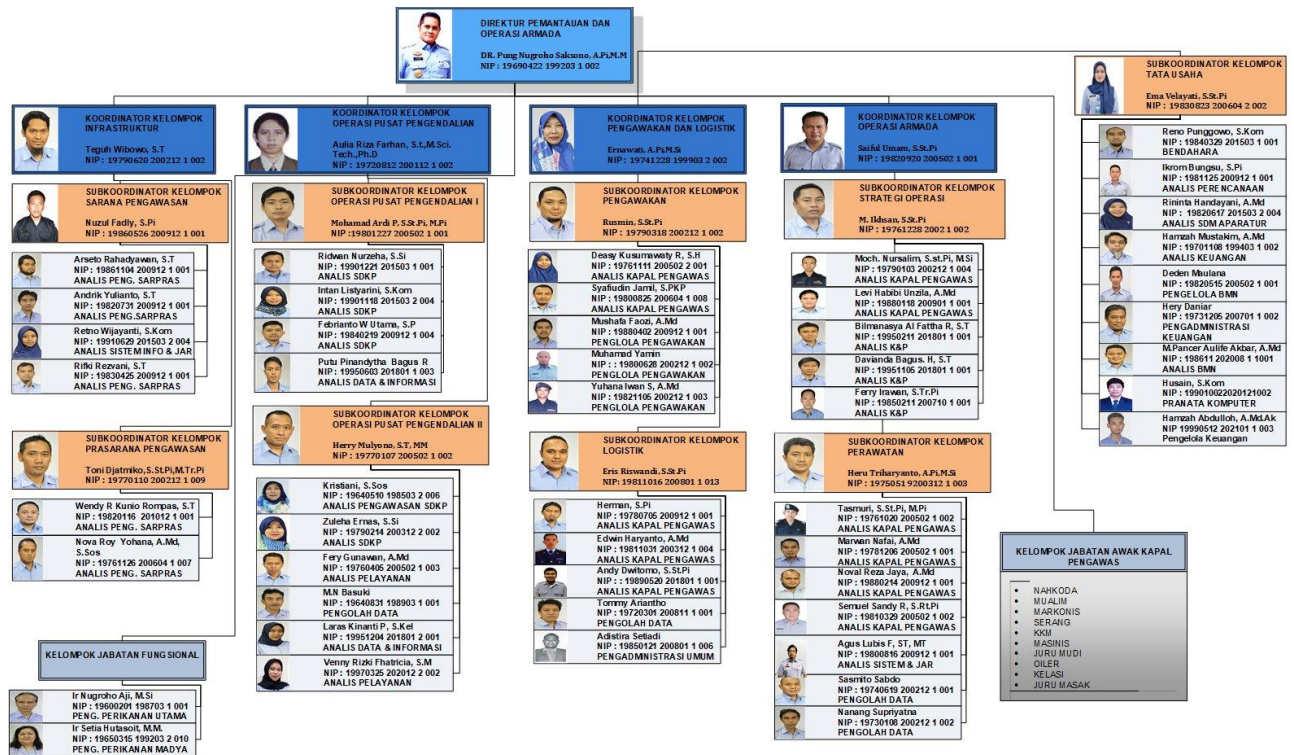 DIREKTUR PEMANTAUAN DAN
OPERASI ARMADA
DR. Pung Nugroho Saksono, A.Pi,M.M
NIP : 19690422 199203 1 002
SUBKOORDINATOR KELOMPOK
TATA USAHA
Ema Velayati, S.St.Pi
NIP : 19830823 200604 2 002
Reno Punggowo, S.Kom
NIP : 19840329 201503 1 001
BENDAHARA
Ikrom Bungsu, S.Pi
NIP : 1981125 200912 1 001
ANALIS PERENCANAAN
Rininta Handayani, A.Md
NIP : 19820617 201503 2 004
ANALIS SDM APARATUR
Hamzah Mustakim, A.Md
NIP : 19701108 199403 1 002
ANALIS KEUANGAN
Deden Maulana
NIP : 19820515 200502 1 001
PENGELOLA BMN
Hery Daniar
NIP : 19731205 200701 1 002
PENGADMNISTRASI
KEUANGAN
M.Pancer Aulife Akbar, A.Md
NIP : 198611 202008 1 1001
ANALIS BMN
Husain, S.Kom
NIP : 199010022020121002
PRANATA KOMPUTER
Hamzah Abdulloh, A.Md.Ak
NIP 19990512 202101 1 003
Pengelola Keuangan
KOORDINATOR KELOMPOK
INFRASTRUKTUR
Teguh Wibowo, S.T
NIP : 19790620 200212 1 002
SUBKOORDINATOR KELOMPOK
SARANA PENGAWASAN
Nuzul Fadly, S.Pi
NIP : 19860526 200912 1 001
Arseto Rahadyawan, S.T
NIP : 19861104 200912 1 001
ANALIS PENG. SARPRAS
Andrik Yulianto, S.T
NIP : 19820731 200912 1 001
ANALIS PENG.SARPRAS
Retno Wijayanti, S.Kom
NIP : 19910629 201503 2 004
ANALIS SISTEM INFO & JAR
Rifki Rezvani, S.T
NIP : 19830425 200912 1 001
ANALIS PENG. SARPRAS
SUBKOORDINATOR KELOMPOK
PRASARANA PENGAWASAN
Toni Djatmiko,S.St.Pi,M.Tr.Pi
NIP : 19770110 200212 1 009
Wendy R Kunio Rompas, S.T
NIP : 19820116 201012 1 001
ANALIS PENG. SARPRAS
Nova Roy Yohana, A.Md,
S.Sos
NIP : 19761126 200604 1 007
ANALIS PENG. SARPRAS
KELOMPOK JABATAN FUNGSIONAL
Ir Nugroho Aji, M.Si
NIP : 19600201 198703 1 001
PENG. PERIKANAN UTAMA
Ir Setia Hutasoit, M.M.
NIP : 19650315 199203 2 010
PENG. PERIKANAN MADYA
KOORDINATOR KELOMPOK
OPERASI PUSAT PENGENDALIAN
Aulia Riza Farhan, S.t.,M.Sci.
Tech.,Ph.D
NIP : 19720812 200112 1 002
SUBKOORDINATOR KELOMPOK
OPERASI PUSAT PENGENDALIAN I
Mohamad Ardi P, S.St.Pi, M.Pi
NIP :19801227 200502 1 001
Ridwan Nurzeha, S.Si
NIP : 19901221 201503 1 001
ANALIS SDKP
Intan Listyarini, S.Kom
NIP : 19901118 201503 2 004
ANALIS SDKP
Febrianto W Utama, S.P
NIP : 19840219 200912 1 004
ANALIS SDKP
Putu Pinandytha Bagus R
NIP : 19950603 201801 1 003
ANALIS DATA & INFORMASI
SUBKOORDINATOR KELOMPOK
OPERASI PUSAT PENGENDALIAN II
Herry Mulyono, S.T, MM
NiP : 19770107 200502 1 002
Kristiani, S.Sos
NIP : 19640510 198503 2 006
ANALIS PENGAWASAN SDKP
Zuleha Ernas, S.Si
NIP : 19790214 200312 2 002
ANALIS SDKP
Fery Gunawan, A.Md
NIP : 19760405 200502 1 003
ANALIS PELAYANAN
M.N Basuki
NIP : 19640831 198903 1 001
PENGOLAH DATA
Laras Kinanti P, S.Kel
NIP : 19951204 201801 2 001
ANALIS DATA & INFORMASI
Venny Rizki Fhatricia, S.M
NIP : 19970325 202012 2 002
ANALIS PELAYANAN
KOORDINATOR KELOMPOK
PENGAWAKAN DAN LOGISTIK
Ernawati, A.Pi,M.Si
NIP : 19741228 199903 2 002
SUBKOORDINATOR KELOMPOK
PENGAWAKAN
Rusmin, S.St.Pi
NIP : 19790318 200212 1 002
Deasy Kusumawaty R, S.H
NIP : 19761111 200502 2 001
ANALIS KAPAL PENGAWAS
Syafiudin Jamil, S.PKP
NIP : 19800825 200604 1 008
ANALIS KAPAL PENGAWAS
Mushafa Faozi, A.Md
NIP : 19880402 200912 1 001
PENGLOLA PENGAWAKAN
Muhamad Yamin
NIP : : 19800628 200212 1 002
PENGLOLA PENGAWAKAN
Yuhana Iwan S, A.Md
NIP : 19821105 200212 1 003
PENGLOLA PENGAWAKAN
SUBKOORDINATOR KELOMPOK
LOGISTIK
Eris Riswandi, S.St.Pi
NIP: 19811016 200801 1 013
Herman, S.Pi
NIP : 19780705 200912 1 001
ANALIS KAPAL PENGAWAS
Edwin Haryanto, A.Md
NIP : 19811031 200312 1 004
ANALIS KAPAL PENGAWAS
Andy Dwitomo, S.St.Pi
NIP : : 19890520 201801 1 001
ANALIS KAPAL PENGAWAS
Tommy Ariantho
NIP : 19720301 200811 1 001
PENGOLAH DATA
Adistira Setiadi
NIP : 19850121 200801 1 006
PENGADMINISTRASI UMUM
KOORDINATOR KELOMPOK
OPERASI ARMADA
Saiful Umam, S.St.Pi
NIP : 19820920 200502 1 001
SUBKOORDINATOR KELOMPOK
STRATEGI OPERASI
M. Ikhsan, S.St.Pi
NIP : 19761228 2002 1 002
Moch. Nursalim, S.st.Pi, M.Si
NIP : 19790103 200212 1 004
ANALIS KAPAL PENGAWAS
Levi Habibi Unzila, A.Md
NIP : 19880118 200901 1 001
ANALIS KAPAL PENGAWAS
Bilmanasya Al Fattha R, S.T
NIP : 19950211 201801 1 001
ANALIS K&P
Davianda Bagus. H, S.T
NIP : 19951105 201801 1 001
ANALIS K&P
Ferry Irawan, S.Tr.Pi
NIP : 19850211 200710 1 001
ANALIS K&P
SUBKOORDINATOR KELOMPOK
PERAWATAN
Heru Triharyanto, A.Pi,M.Si
NIP : 19750519200312 1 003
Tasmuri, S.St.Pi, M.Pi
NIP : 19761020 200502 1 002
ANALIS KAPAL PENGAWAS
Marwan Nafai, A.Md
NIP : 19781206 200502 1 001
ANALIS KAPAL PENGAWAS
Noval Reza Jaya, A.Md
NIP : 19880214 200912 1 001
ANALIS KAPAL PENGAWAS
Semuel Sandy R, S.Rt.Pi
NIP : 19810329 200502 1 002
ANALIS KAPAL PENGAWAS
Agus Lubis F, ST, MT
NIP : 19800816 200912 1 001
ANALIS SISTEM & JAR
Sasmito Sabdo
NIP : 19740619 200212 1 001
PENGOLAH DATA
Nanang Supriyatna
NIP : 19730108 200212 1 002
PENGOLAH DATA
KELOMPOK JABATAN AWAK KAPAL
PENGAWAS
• NAHKODA
• MUALIM
• MARKONIS
• SERANG
• KKM
• MASINIS
• JURU MUDI
• OILER
• KELASI
• JURU MASAK